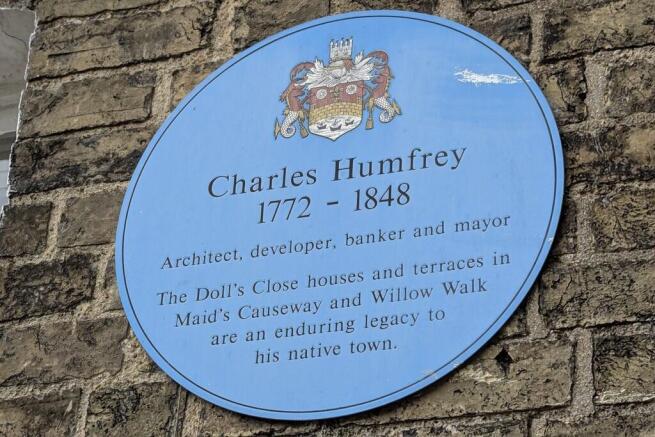 Charles Humfrey
1772 - 1848
Architect, developer, banker and mayor
The Doll's Close houses and terraces in
Maid's Causeway and Willow Walk
are an enduring legacy to
his native town.